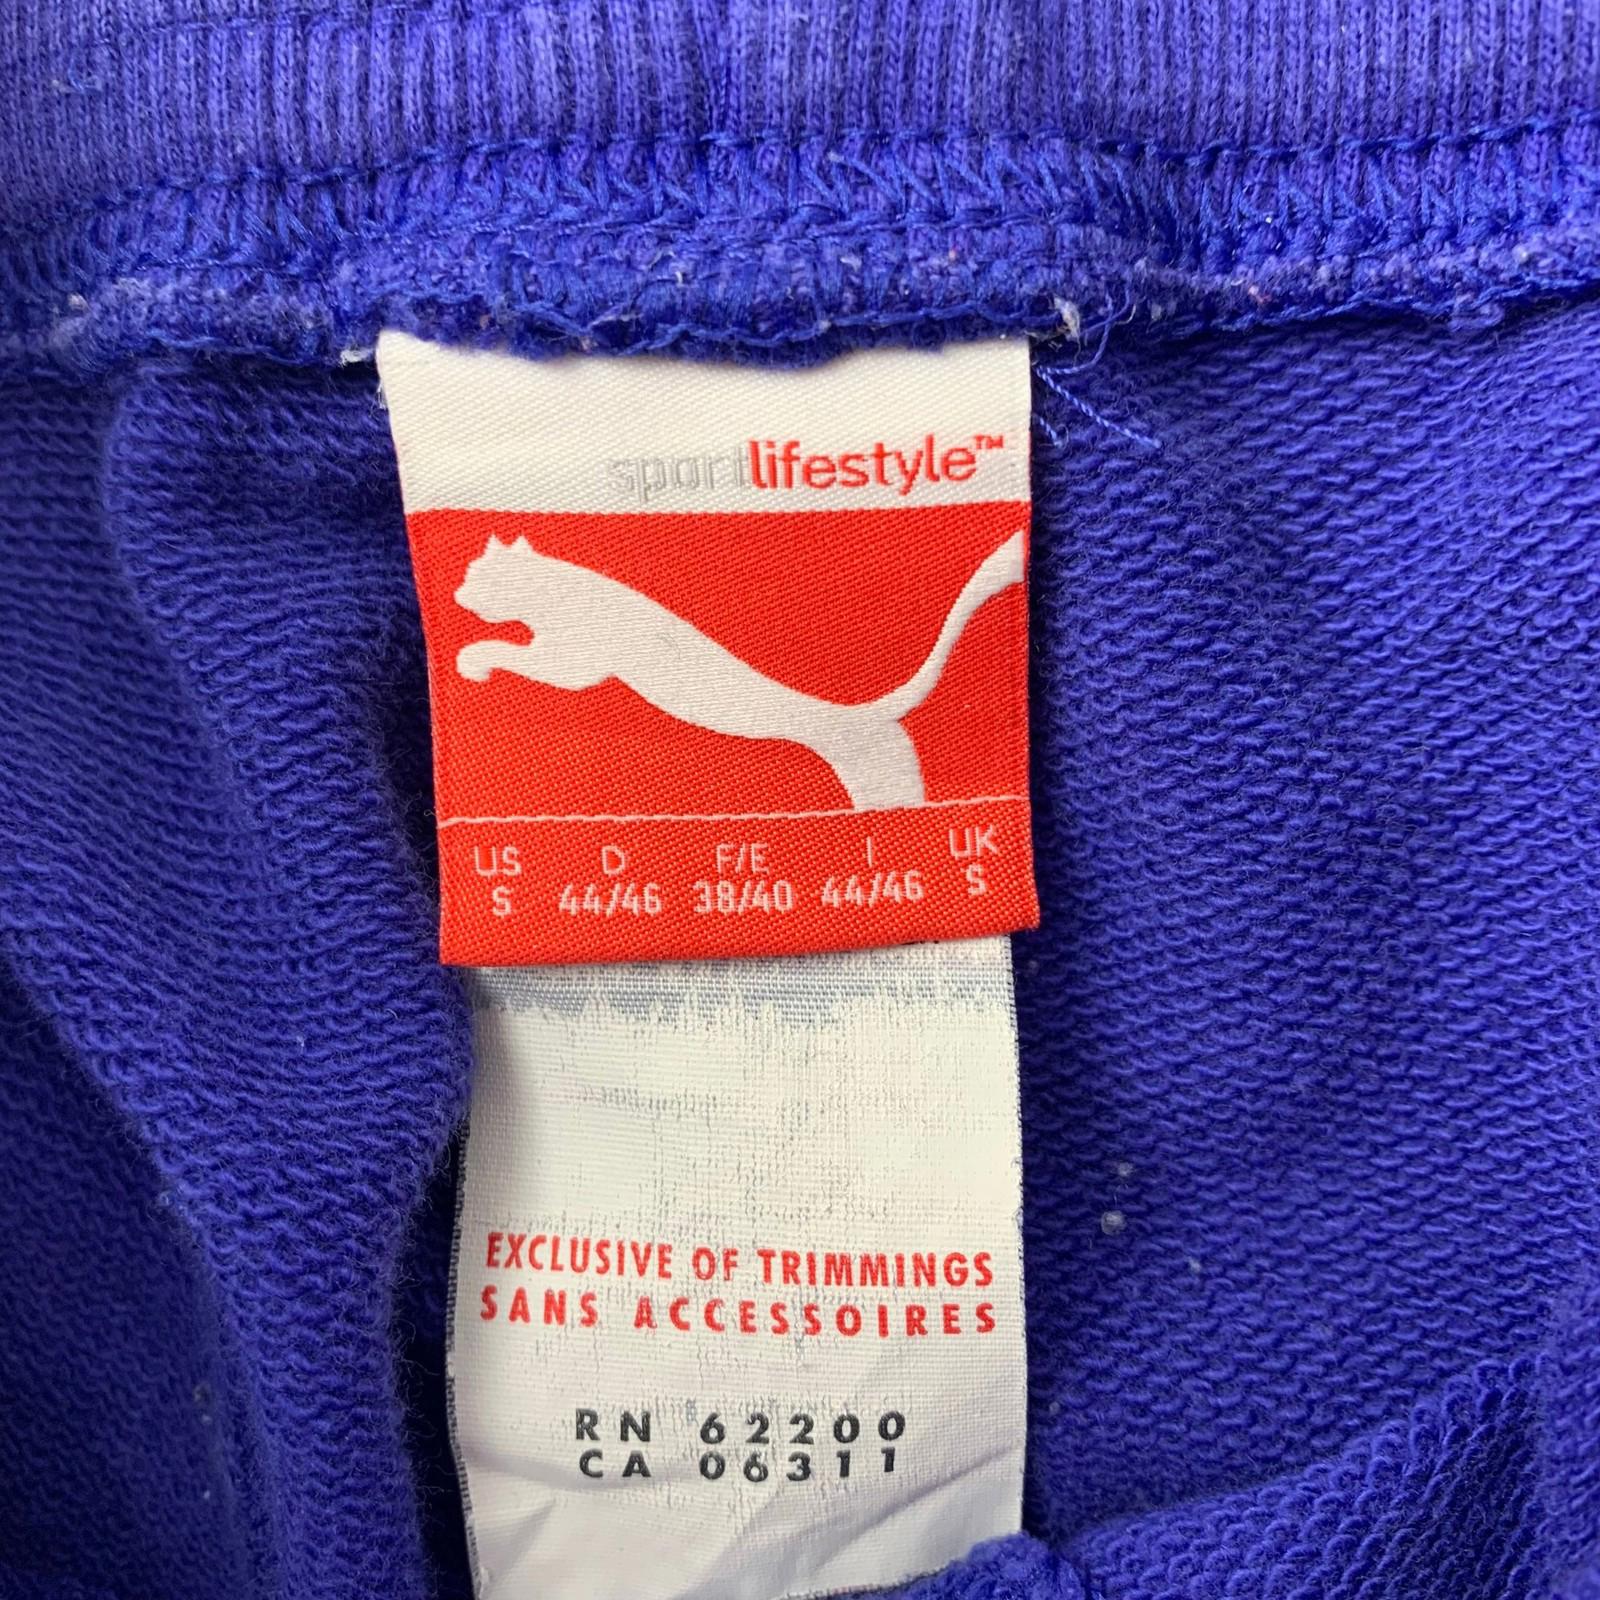 sportlifestyle™
US D F/E I UK
S 44/46 38/40 44/46 S
EXCLUSIVE OF TRIMMINGS
SANS ACCESSOIRES
RN 62200
CA 06311